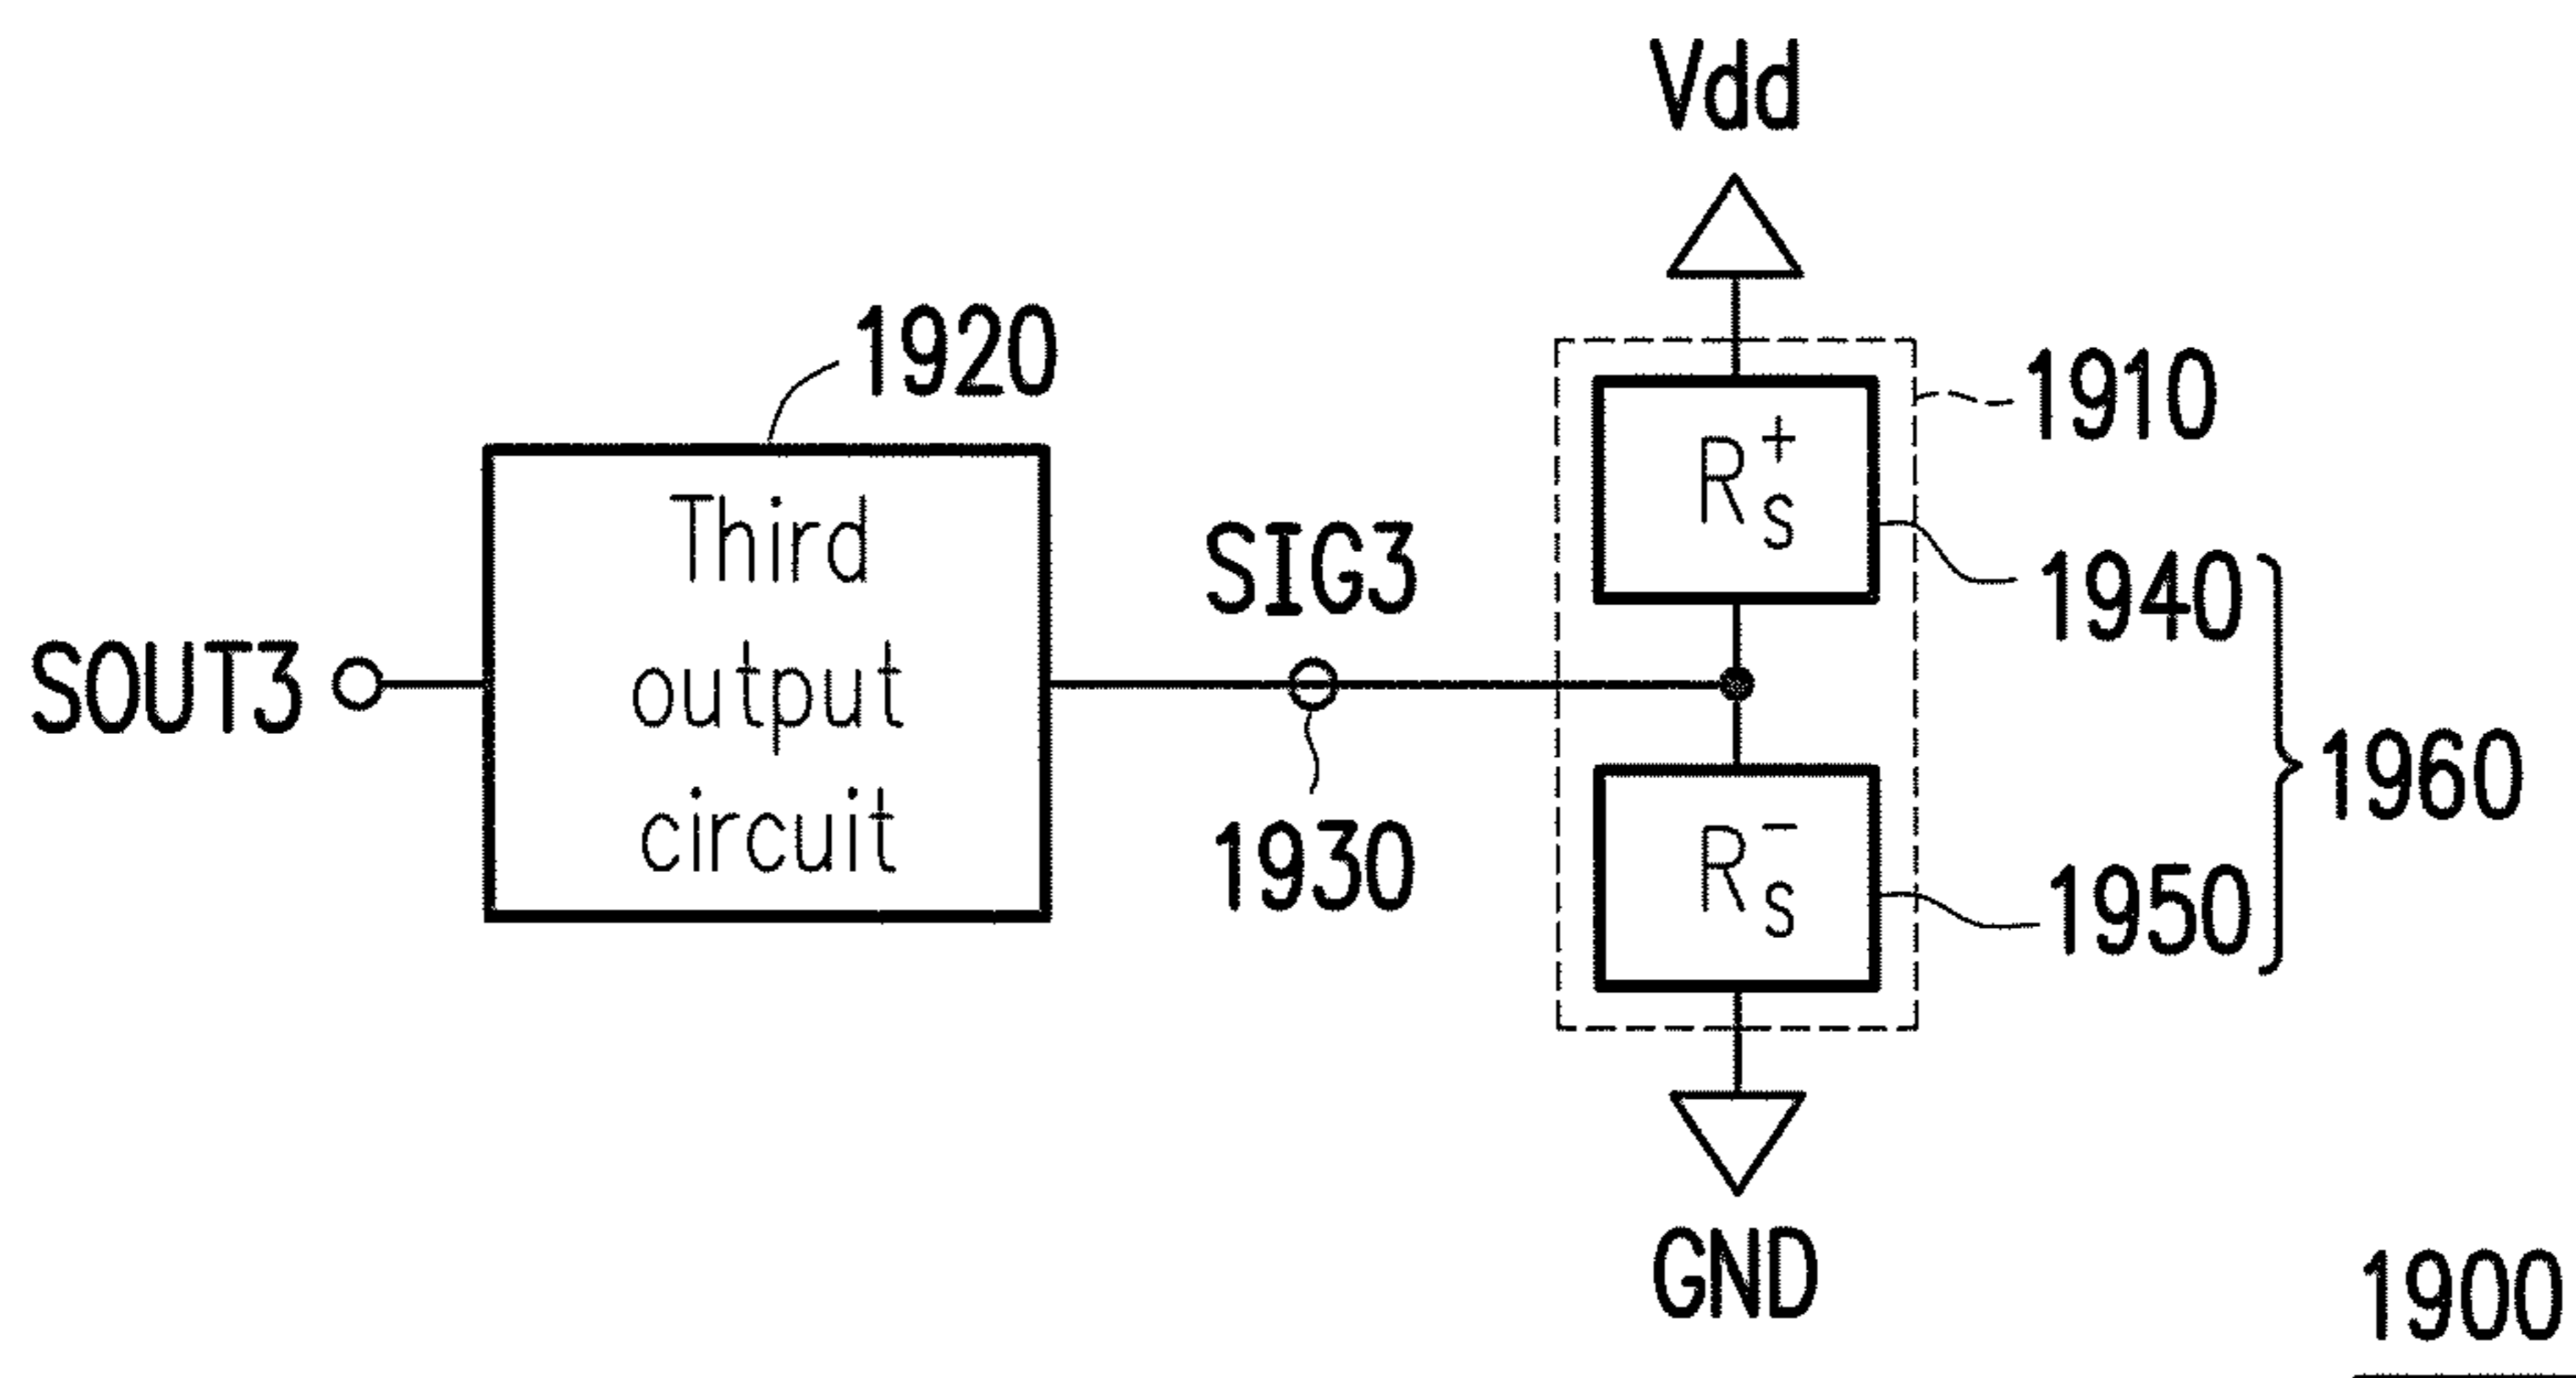 Vdd
1920
1910
R_s^+
Third
output
circuit
SIG3
1940
SOUT3
1960
1930
R_s^-
1950
GND
1900